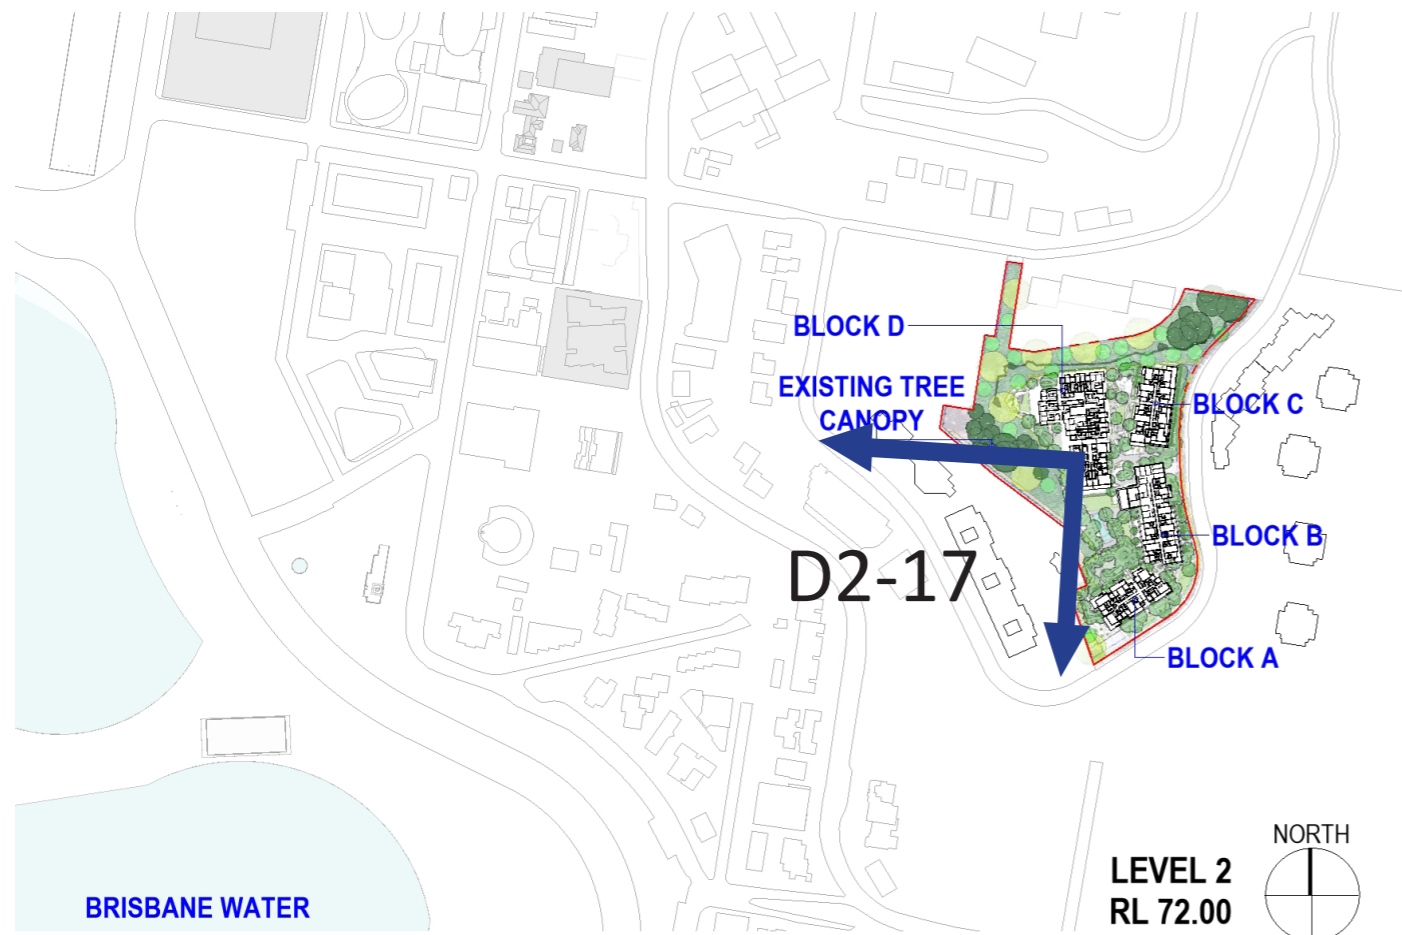 BLOCK D
EXISTING TREE
CANOPY
BLOCK C
BLOCK B
D2-17
BLOCK A
NORTH
LEVEL 2
RL 72.00
BRISBANE WATER